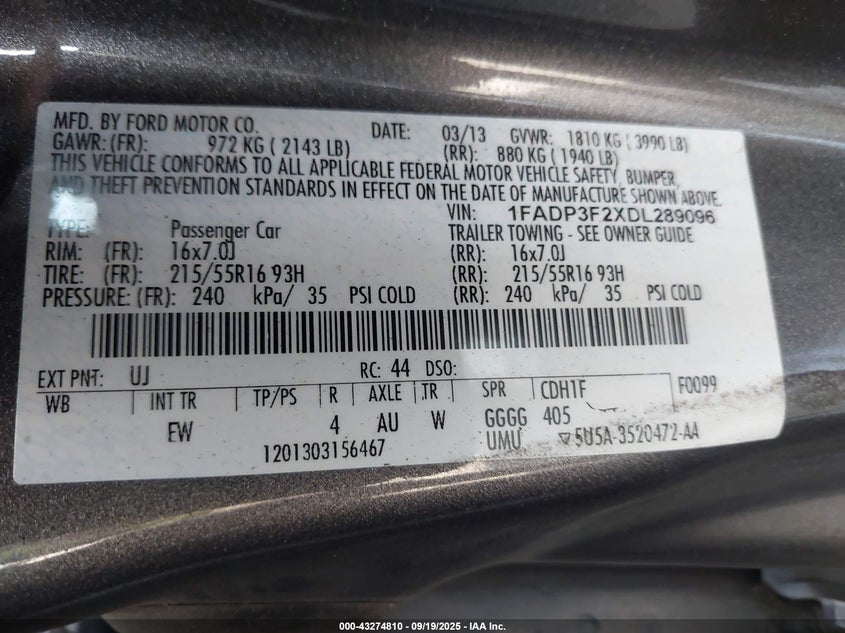 MFD. BY FORD MOTOR CO. DATE: 03/13 GVWR: 1810 KG ( 3990 LB)
GAWR: (FR): 972 KG ( 2143 LB) (RR): 880 KG ( 1940 LB)
THIS VEHICLE CONFORMS TO ALL APPLICABLE FEDERAL MOTOR VEHICLE SAFETY, BUMPER,
AND THEFT PREVENTION STANDARDS IN EFFECT ON THE DATE OF MANUFACTURE SHOWN ABOVE.
VIN: 1FADP3F2XDL289096
TYPE: Passenger Car TRAILER TOWING - SEE OWNER GUIDE
RIM: (FR): 16x7.0J (RR): 16x7.0J
TIRE: (FR): 215/55R16 93H (RR): 215/55R16 93H
PRESSURE: (FR): 240 kPa/ 35 PSI COLD (RR): 240 kPa/ 35 PSI COLD
EXT PNT: UJ RC: 44 DSO:
WB INT TR TP/PS R AXLE TR SPR CDH1F F0099
EW 4 AU W GGGG 405
1201303156467 UMU 5U5A-3520472-AA
000-43274810 - 09/19/2025 - IAA Inc.